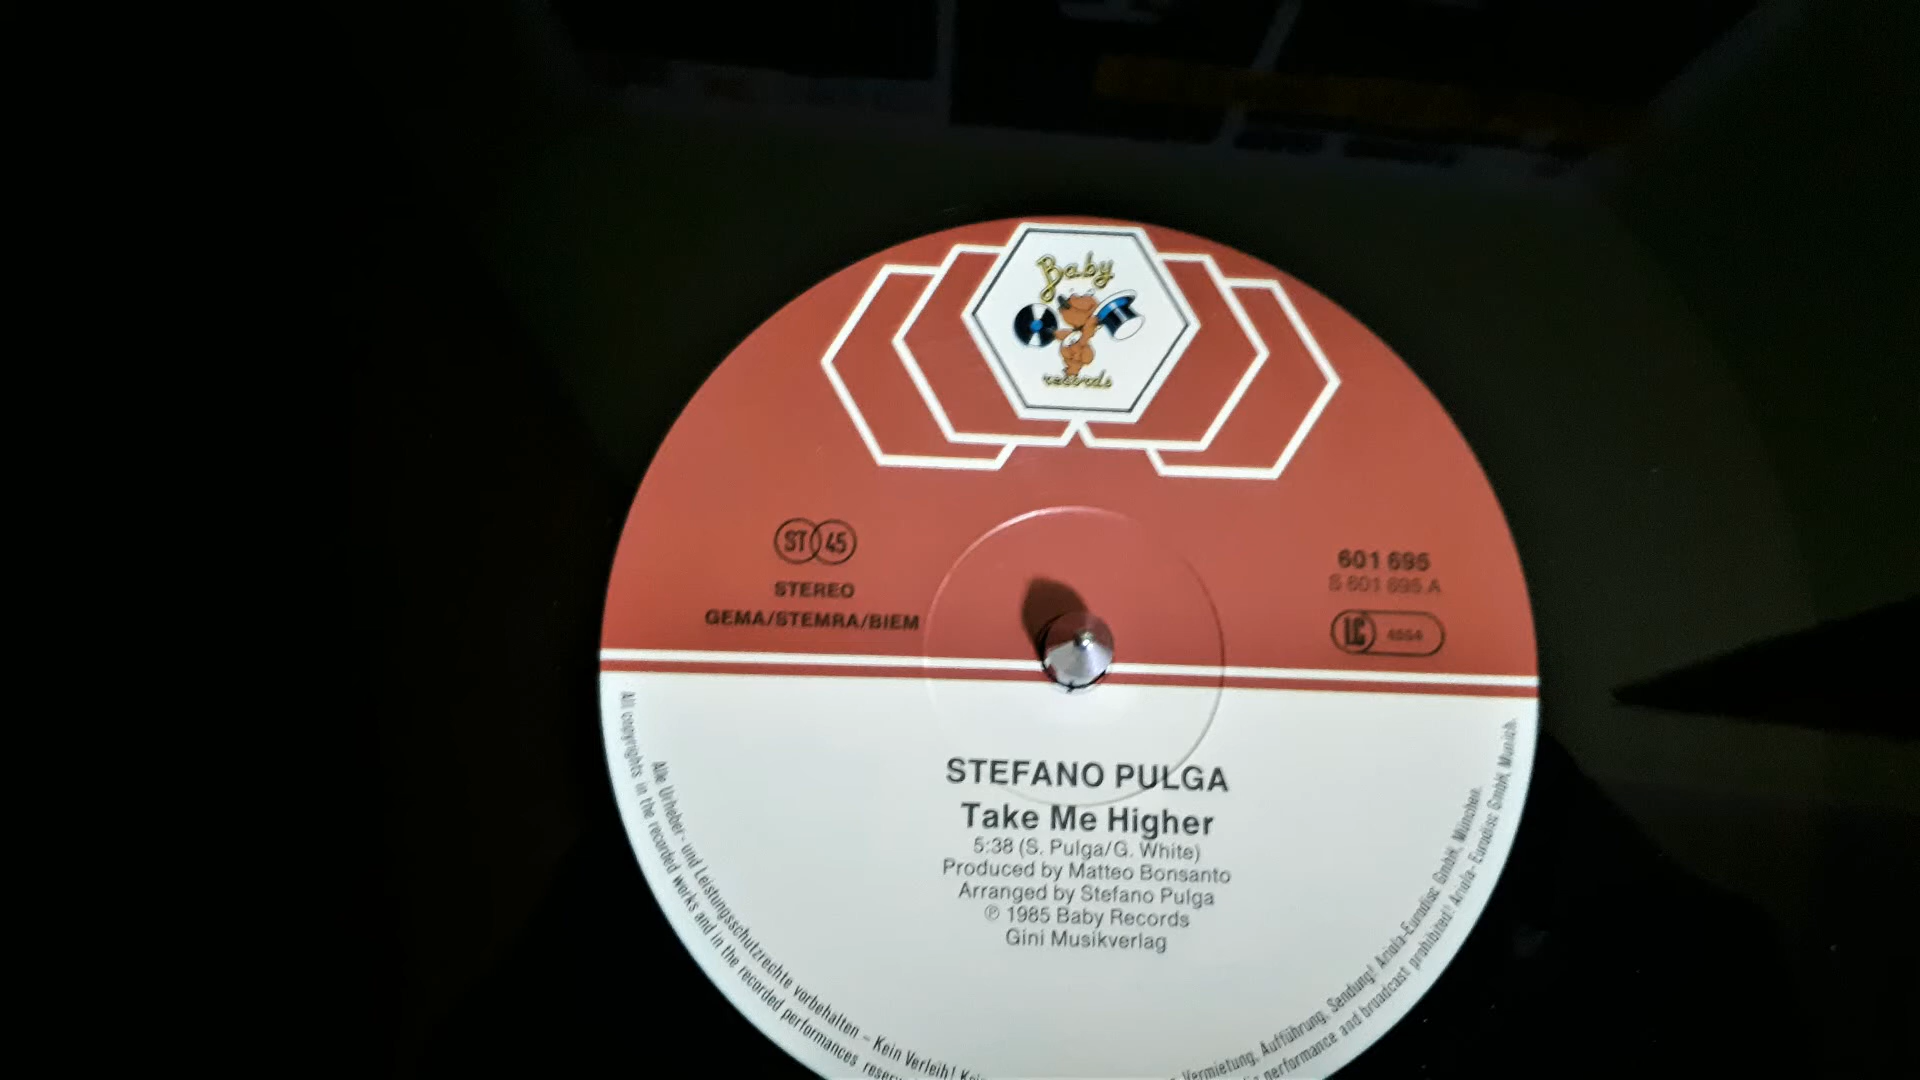 Baby
records
ST 45
STEREO
GEMA/STEMRA/BIEM
601 695
S 601 695 A
LC 4554
STEFANO PULGA
Take Me Higher
5:38 (S. Pulga/G. White)
Produced by Matteo Bonsanto
Arranged by Stefano Pulga
℗ 1985 Baby Records
Gini Musikverlag
Alle Urheber- und Leistungsschutzrechte vorbehalten – Kein Verleih! Vermietung, Aufführung, Sendung! Ariola-Eurodisc GmbH, München.
All copyrights in the recorded works and in the recorded performances performance and broadcast prohibited! Ariola-Eurodisc GmbH, Munich.